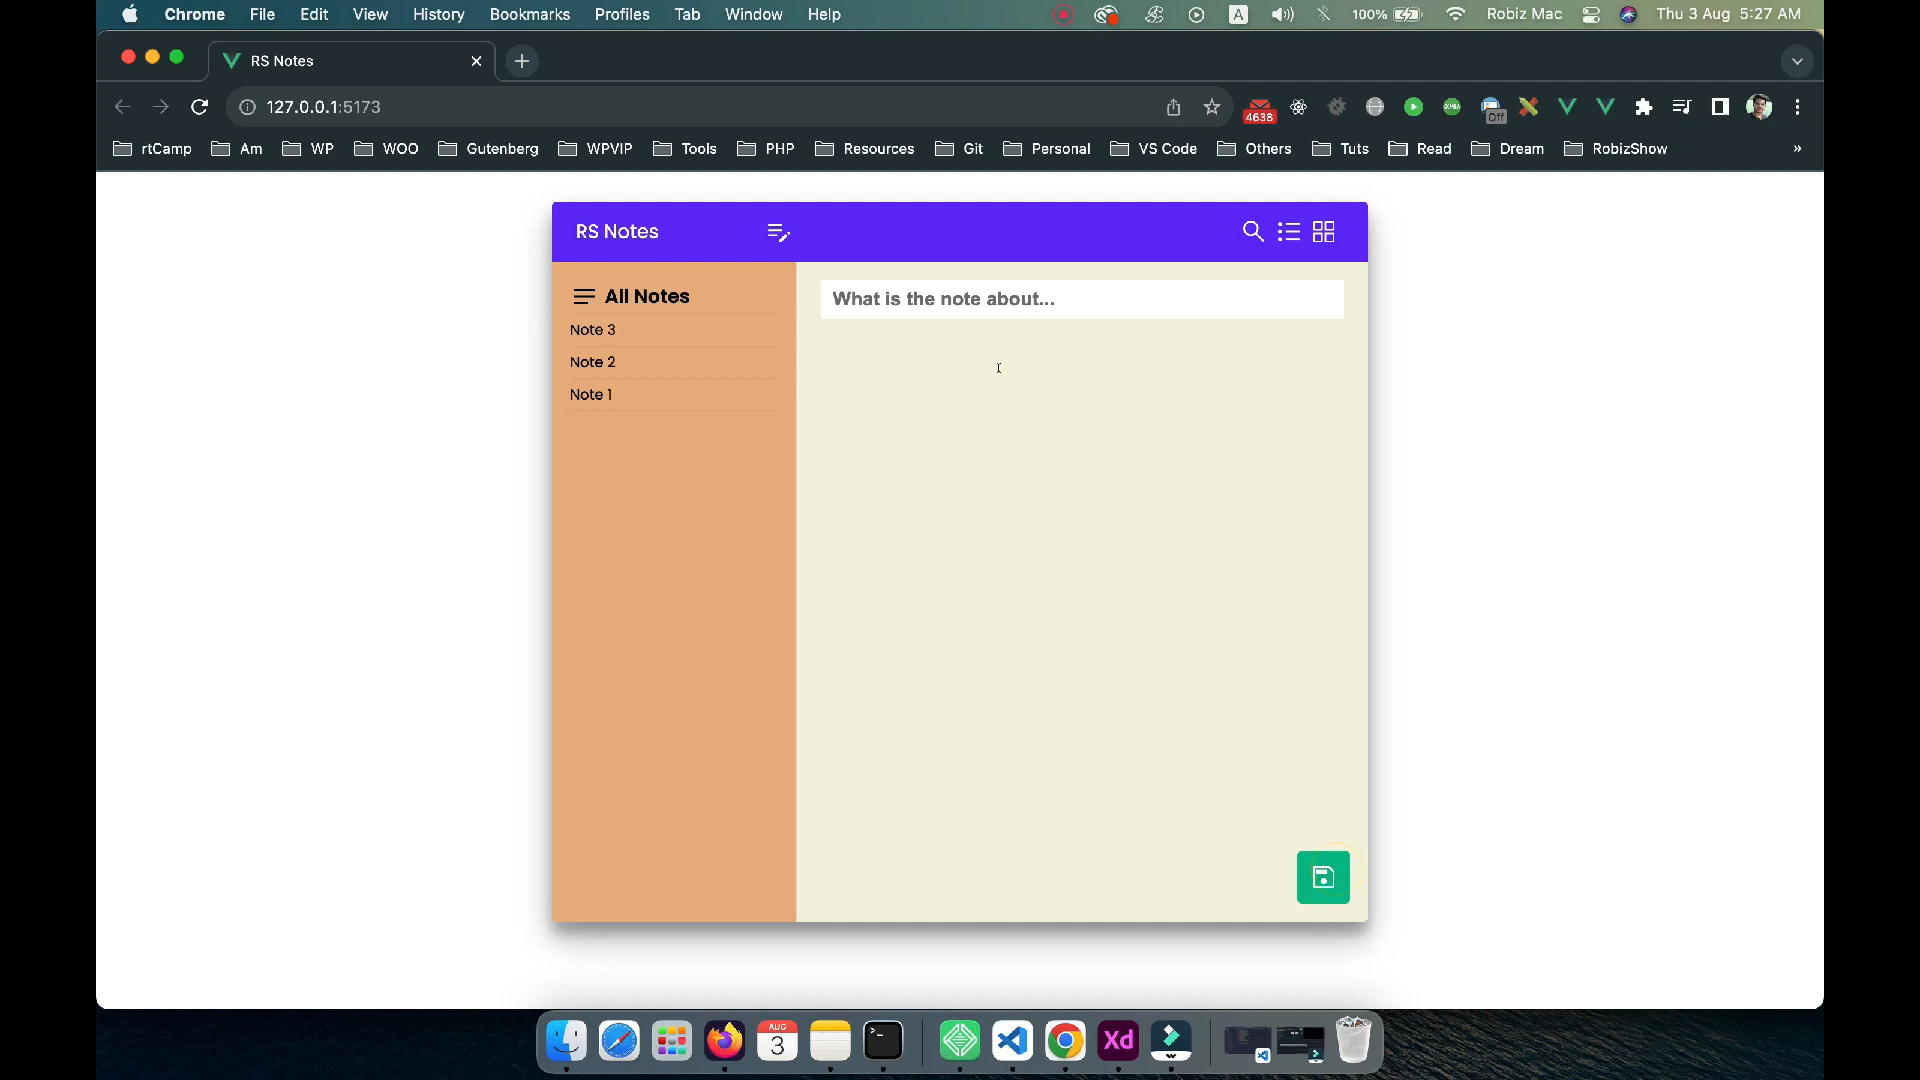 Chrome File Edit View History Bookmarks Profiles Tab Window Help A 100% Robiz Mac Thu 3 Aug 5:27 AM
RS Notes
127.0.0.1:5173
4638
Off
rtCamp Am WP WOO Gutenberg WPVIP Tools PHP Resources Git Personal VS Code Others Tuts Read Dream RobizShow »
RS Notes
All Notes
What is the note about...
Note 3
Note 2
Note 1
AUG
3
>_
Xd